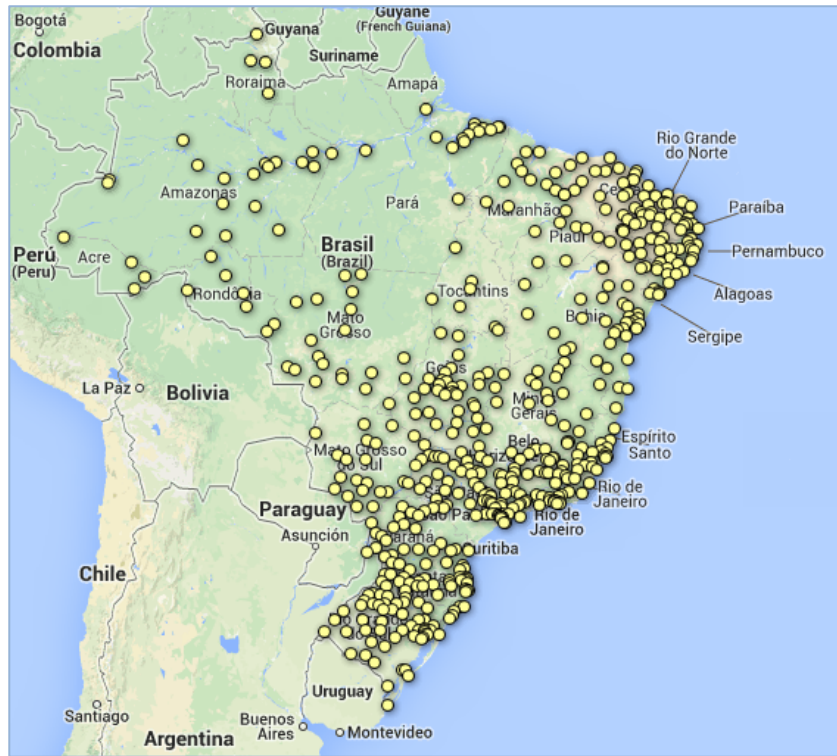 Bogotá
Colombia
Guyana
Guyane
(French Guiana)
Suriname
Roraima
Amapá
Rio Grande
do Norte
Amazonas
Pará
Maranhão
Paraíba
Piauí
Pernambuco
Perú
(Peru)
Acre
Brasil
(Brazil)
Rondônia
Tocantins
Alagoas
Mato
Grosso
Bahia
Sergipe
La Paz
Bolivia
Goiás
Minas
Gerais
Mato Grosso
do Sul
Belo
Espírito
Santo
Rio de
Janeiro
Paraguay
Rio de
Janeiro
Asunción
Paraná
Curitiba
Chile
Uruguay
Santiago
Buenos
Aires
Montevideo
Argentina